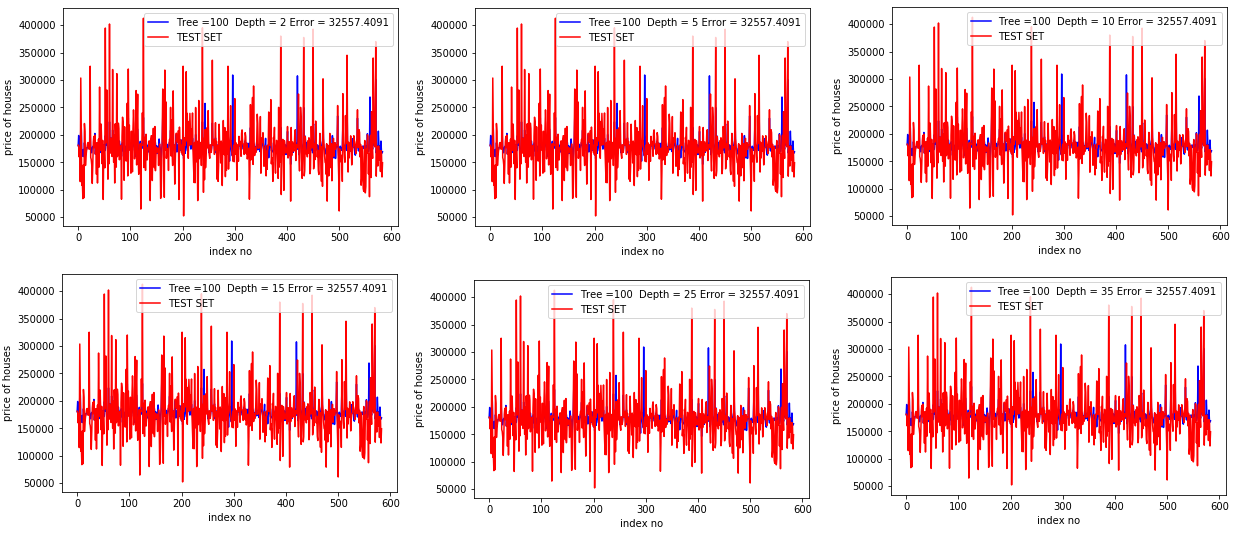 Tree =100  Depth = 2 Error = 32557.4091
TEST SET
400000
350000
300000
250000
200000
150000
100000
50000
price of houses
0 100 200 300 400 500 600
index no
Tree =100  Depth = 5 Error = 32557.4091
TEST SET
400000
350000
300000
250000
200000
150000
100000
50000
price of houses
0 100 200 300 400 500 600
index no
Tree =100  Depth = 10 Error = 32557.4091
TEST SET
400000
350000
300000
250000
200000
150000
100000
50000
price of houses
0 100 200 300 400 500 600
index no
Tree =100  Depth = 15 Error = 32557.4091
TEST SET
400000
350000
300000
250000
200000
150000
100000
50000
price of houses
0 100 200 300 400 500 600
index no
Tree =100  Depth = 25 Error = 32557.4091
TEST SET
400000
350000
300000
250000
200000
150000
100000
50000
price of houses
0 100 200 300 400 500 600
index no
Tree =100  Depth = 35 Error = 32557.4091
TEST SET
400000
350000
300000
250000
200000
150000
100000
50000
price of houses
0 100 200 300 400 500 600
index no